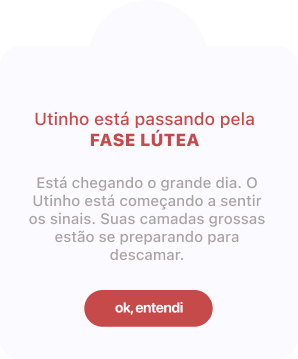 Utinho está passando pela
FASE LÚTEA
Está chegando o grande dia. O
Utinho está começando a sentir
os sinais. Suas camadas grossas
estão se preparando para
descamar.
ok, entendi